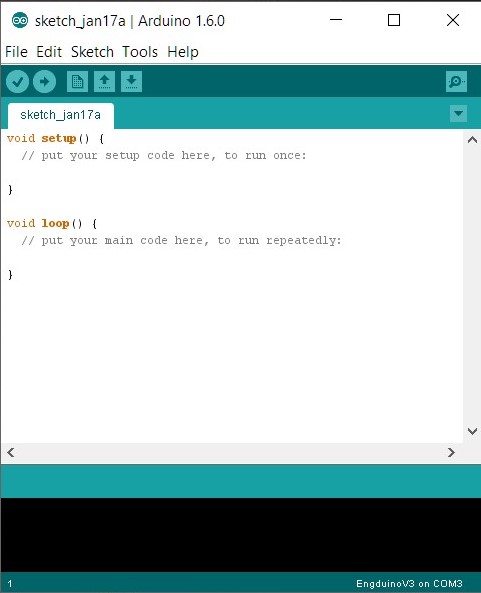 sketch_jan17a | Arduino 1.6.0
File Edit Sketch Tools Help
sketch_jan17a
void setup() {
  // put your setup code here, to run once:
}
void loop() {
  // put your main code here, to run repeatedly:
}
1 EngduinoV3 on COM3